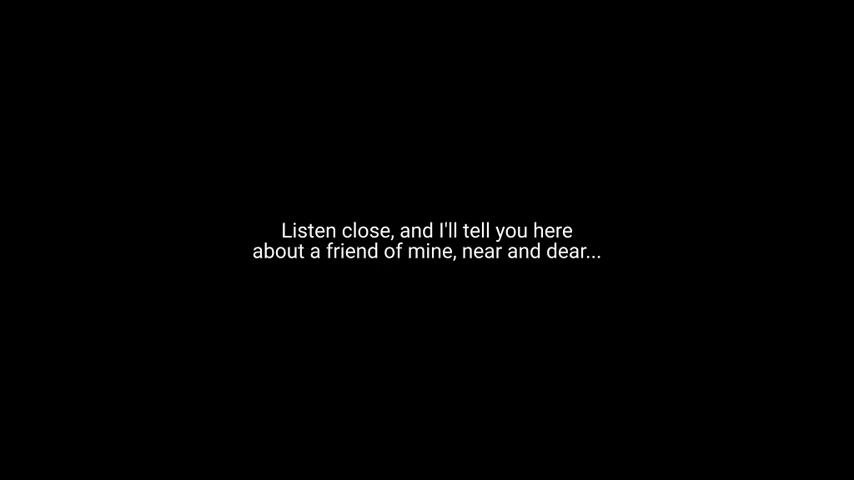 Listen close, and I'll tell you here
about a friend of mine, near and dear...